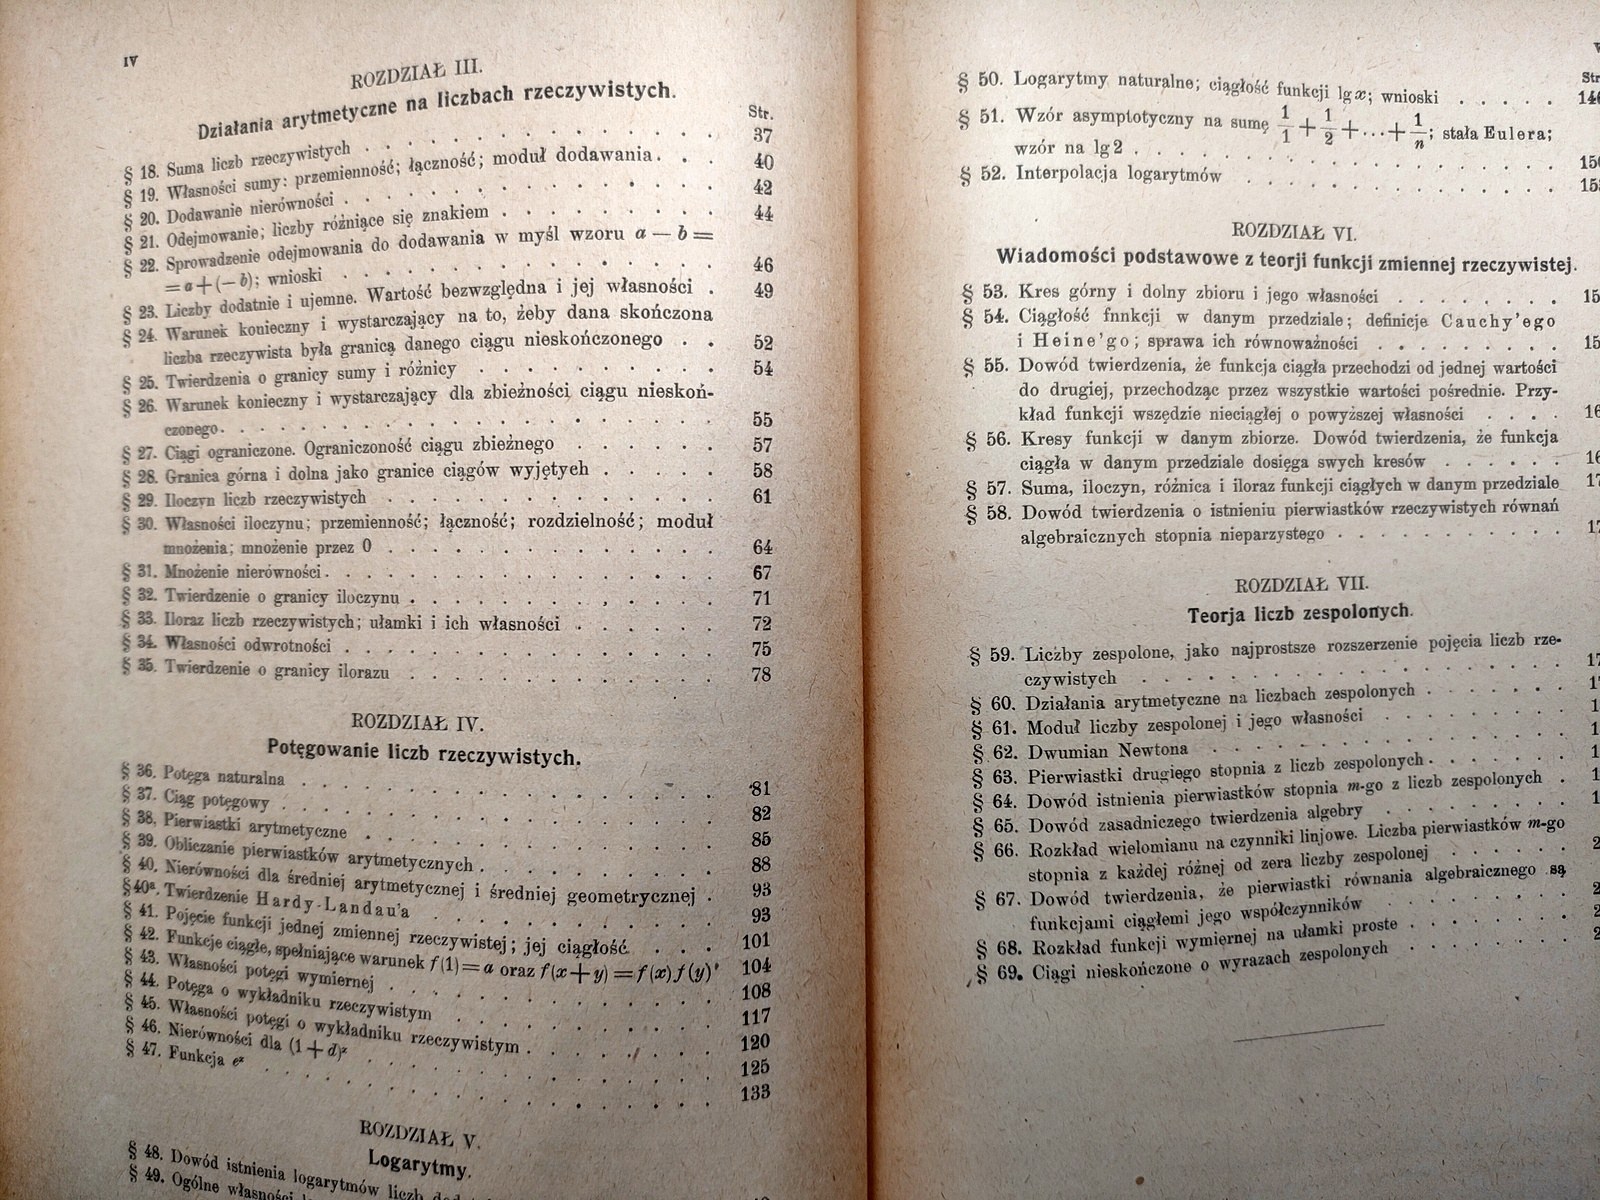 IV
ROZDZIAŁ III.
Działania arytmetyczne na liczbach rzeczywistych.
Str.
§ 18. Suma liczb rzeczywistych . . . . . . . . . . . . . 37
§ 19. Własności sumy: przemienność; łączność; moduł dodawania. . . 40
§ 20. Dodawanie nierówności . . . . . . . . . . . . . 42
§ 21. Odejmowanie; liczby różniące się znakiem . . . . . . . . 44
§ 22. Sprowadzenie odejmowania do dodawania w myśl wzoru a — b =
= a + (— b); wnioski . . . . . . . . . . . . . 46
§ 23. Liczby dodatnie i ujemne. Wartość bezwzględna i jej własności . 49
§ 24. Warunek konieczny i wystarczający na to, żeby dana skończona
liczba rzeczywista była granicą danego ciągu nieskończonego . . 52
§ 25. Twierdzenia o granicy sumy i różnicy . . . . . . . . . 54
§ 26. Warunek konieczny i wystarczający dla zbieżności ciągu nieskoń-
czonego . . . . . . . . . . . . . . . . . 55
§ 27. Ciągi ograniczone. Ograniczoność ciągu zbieżnego . . . . . . 57
§ 28. Granica górna i dolna jako granice ciągów wyjętych . . . . . 58
§ 29. Iloczyn liczb rzeczywistych . . . . . . . . . . . . 61
§ 30. Własności iloczynu; przemienność; łączność; rozdzielność; moduł
mnożenia; mnożenie przez 0 . . . . . . . . . . . . 64
§ 31. Mnożenie nierówności . . . . . . . . . . . . . . 67
§ 32. Twierdzenie o granicy iloczynu . . . . . . . . . . . 71
§ 33. Iloraz liczb rzeczywistych; ułamki i ich własności . . . . . . 72
§ 34. Własności odwrotności . . . . . . . . . . . . . 75
§ 35. Twierdzenie o granicy ilorazu . . . . . . . . . . . 78
ROZDZIAŁ IV.
Potęgowanie liczb rzeczywistych.
§ 36. Potęga naturalna . . . . . . . . . . . . . . . 81
§ 37. Ciąg potęgowy . . . . . . . . . . . . . . . . 82
§ 38. Pierwiastki arytmetyczne . . . . . . . . . . . . . 85
§ 39. Obliczanie pierwiastków arytmetycznych . . . . . . . . . 88
§ 40. Nierówności dla średniej arytmetycznej i średniej geometrycznej . 93
§ 40ª. Twierdzenie Hardy-Landau'a . . . . . . . . . . . 93
§ 41. Pojęcie funkcji jednej zmiennej rzeczywistej; jej ciągłość . . . 101
§ 42. Funkcje ciągłe, spełniające warunek f (1) = a oraz f (x + y) = f (x) f (y) 104
§ 43. Własności potęgi wymiernej . . . . . . . . . . . . 108
§ 44. Potęga o wykładniku rzeczywistym . . . . . . . . . . 117
§ 45. Własności potęgi o wykładniku rzeczywistym . . . . . . . 120
§ 46. Nierówności dla (1 + d)ˣ . . . . . . . . . . . . . 125
§ 47. Funkcja eˣ . . . . . . . . . . . . . . . . . 133
ROZDZIAŁ V.
Logarytmy.
§ 48. Dowód istnienia logarytmów liczb
§ 49. Ogólne własności
Str
§ 50. Logarytmy naturalne; ciągłość funkcji lg x; wnioski . . . . . 
§ 51. Wzór asymptotyczny na sumę 1/1 + 1/2 + ... + 1/n; stała Eulera;
wzór na lg 2 . . . . . . . . . . . . . . . .
§ 52. Interpolacja logarytmów . . . . . . . . . . . . .
ROZDZIAŁ VI.
Wiadomości podstawowe z teorji funkcji zmiennej rzeczywistej.
§ 53. Kres górny i dolny zbioru i jego własności . . . . . . . .
§ 54. Ciągłość fnnkcji w danym przedziale; definicje Cauchy'ego
i Heine'go; sprawa ich równoważności . . . . . . . . .
§ 55. Dowód twierdzenia, że funkcja ciągła przechodzi od jednej wartości
do drugiej, przechodząc przez wszystkie wartości pośrednie. Przy-
kład funkcji wszędzie nieciągłej o powyższej własności . . . .
§ 56. Kresy funkcji w danym zbiorze. Dowód twierdzenia, że funkcja
ciągła w danym przedziale dosięga swych kresów . . . . . .
§ 57. Suma, iloczyn, różnica i iloraz funkcji ciągłych w danym przedziale
§ 58. Dowód twierdzenia o istnieniu pierwiastków rzeczywistych równań
algebraicznych stopnia nieparzystego . . . . . . . . . . .
ROZDZIAŁ VII.
Teorja liczb zespolonych.
§ 59. Liczby zespolone, jako najprostsze rozszerzenie pojęcia liczb rze-
czywistych . . . . . . . . . . . . . . . .
§ 60. Działania arytmetyczne na liczbach zespolonych . . . . . .
§ 61. Moduł liczby zespolonej i jego własności . . . . . . . .
§ 62. Dwumian Newtona . . . . . . . . . . . . . .
§ 63. Pierwiastki drugiego stopnia z liczb zespolonych . . . . . .
§ 64. Dowód istnienia pierwiastków stopnia m-go z liczb zespolonych .
§ 65. Dowód zasadniczego twierdzenia algebry . . . . . . . .
§ 66. Rozkład wielomianu na czynniki linjowe. Liczba pierwiastków m-go
stopnia z każdej różnej od zera liczby zespolonej . . . . . .
§ 67. Dowód twierdzenia, że pierwiastki równania algebraicznego są
funkcjami ciągłemi jego współczynników . . . . . . . .
§ 68. Rozkład funkcji wymiernej na ułamki proste . . . . . . .
§ 69. Ciągi nieskończone o wyrazach zespolonych . . . . . . .